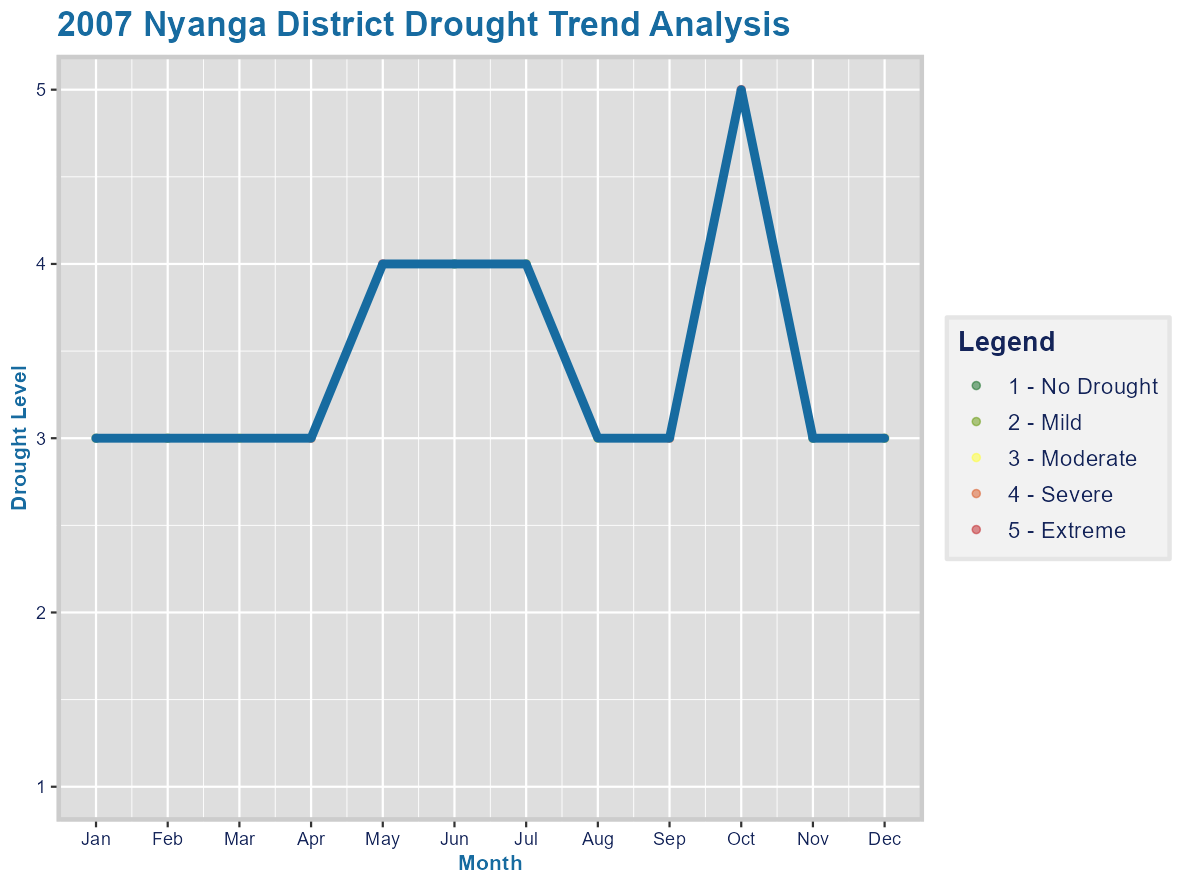 2007 Nyanga District Drought Trend Analysis
5
4
3
2
1
Drought Level
Jan Feb Mar Apr May Jun Jul Aug Sep Oct Nov Dec
Month
Legend
1 - No Drought
2 - Mild
3 - Moderate
4 - Severe
5 - Extreme